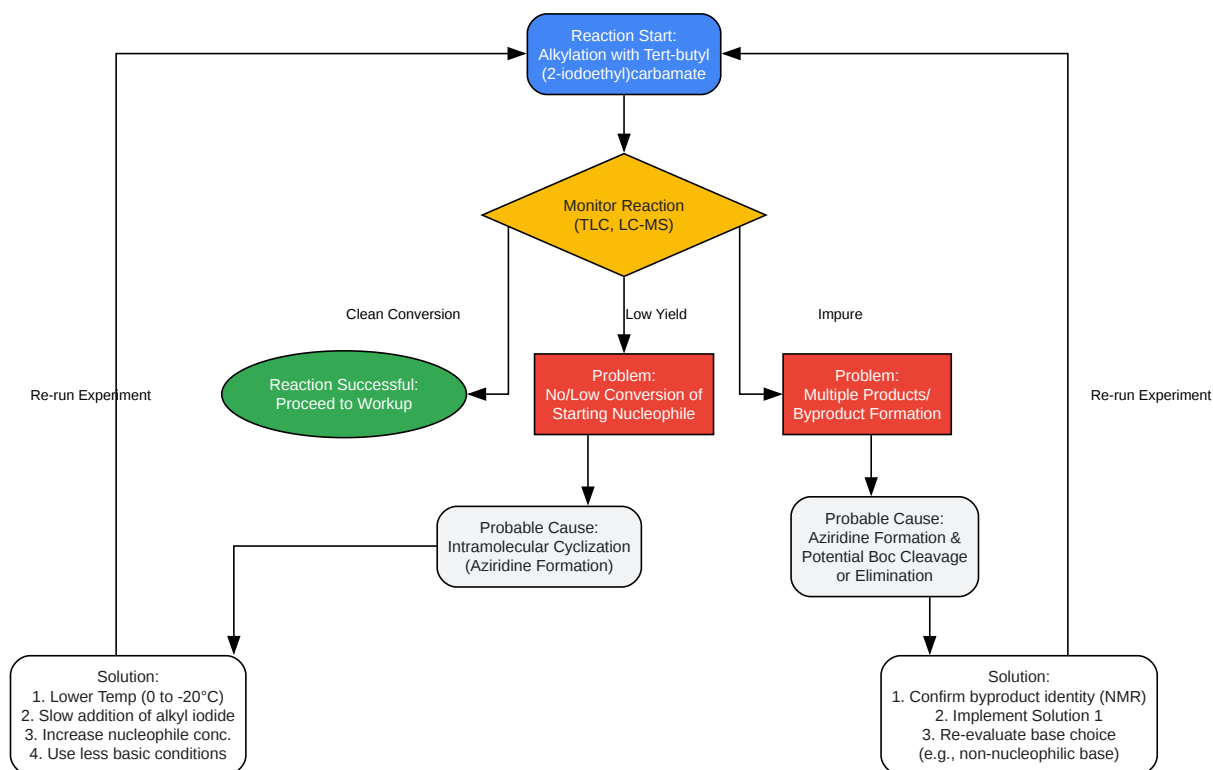 Reaction Start:
Alkylation with Tert-butyl
(2-iodoethyl)carbamate
Monitor Reaction
(TLC, LC-MS)
Clean Conversion
Low Yield
Impure
Reaction Successful:
Proceed to Workup
Problem:
No/Low Conversion of
Starting Nucleophile
Problem:
Multiple Products/
Byproduct Formation
Re-run Experiment
Re-run Experiment
Probable Cause:
Intramolecular Cyclization
(Aziridine Formation)
Probable Cause:
Aziridine Formation &
Potential Boc Cleavage
or Elimination
Solution:
1. Lower Temp (0 to -20°C)
2. Slow addition of alkyl iodide
3. Increase nucleophile conc.
4. Use less basic conditions
Solution:
1. Confirm byproduct identity (NMR)
2. Implement Solution 1
3. Re-evaluate base choice
(e.g., non-nucleophilic base)